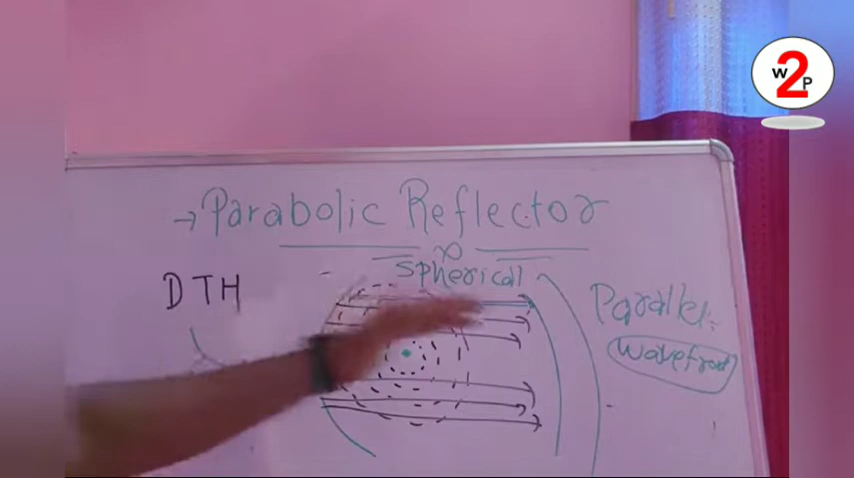 → Parabolic Reflector
Spherical
DTH
Parallel
wavefront
W2P